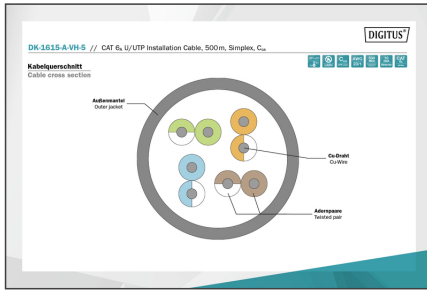 DIGITUS®
DK-1615-A-VH-5 // CAT 6A U/UTP Installation Cable, 500m, Simplex, Cca
Kabelquerschnitt
Cable cross section
Außenmantel
Outer jacket
Cu-Draht
Cu-Wire
Adernpaare
Twisted pair